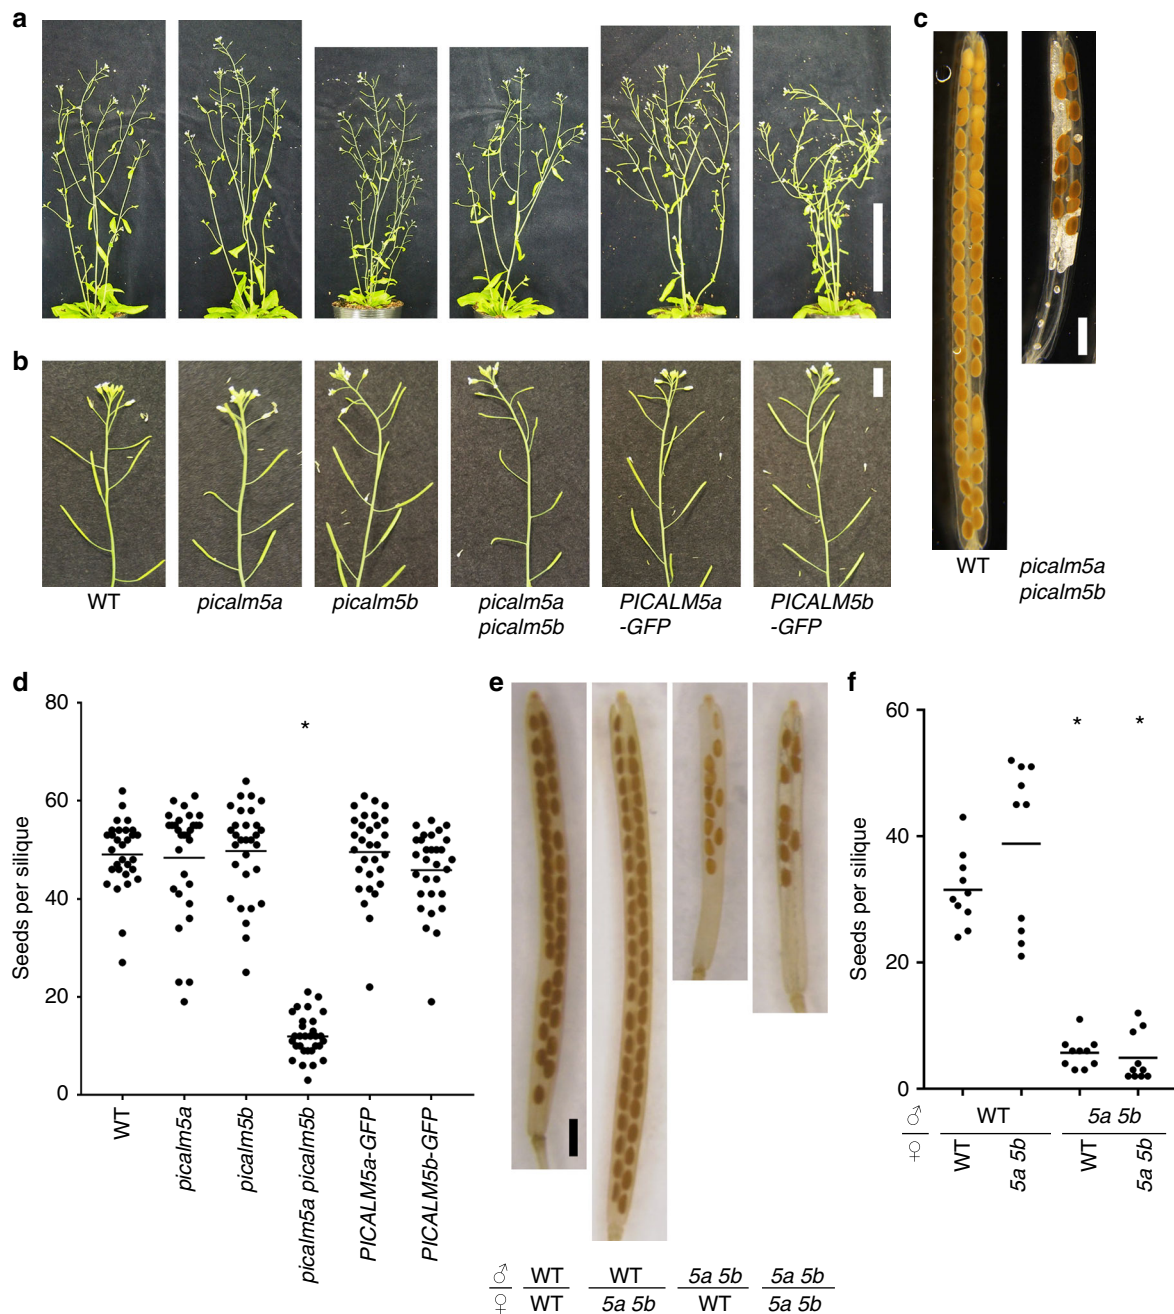 a
b
WT
picalm5a
picalm5b
picalm5a
picalm5b
PICALM5a
-GFP
PICALM5b
-GFP
c
WT
picalm5a
picalm5b
d
Seeds per silique
80
60
40
20
0
*
WT
picalm5a
picalm5b
picalm5a picalm5b
PICALM5a-GFP
PICALM5b-GFP
e
♂ WT WT 5a 5b 5a 5b
♀ WT 5a 5b WT 5a 5b
f
Seeds per silique
60
40
20
0
* *
♂ WT 5a 5b
♀ WT 5a 5b WT 5a 5b